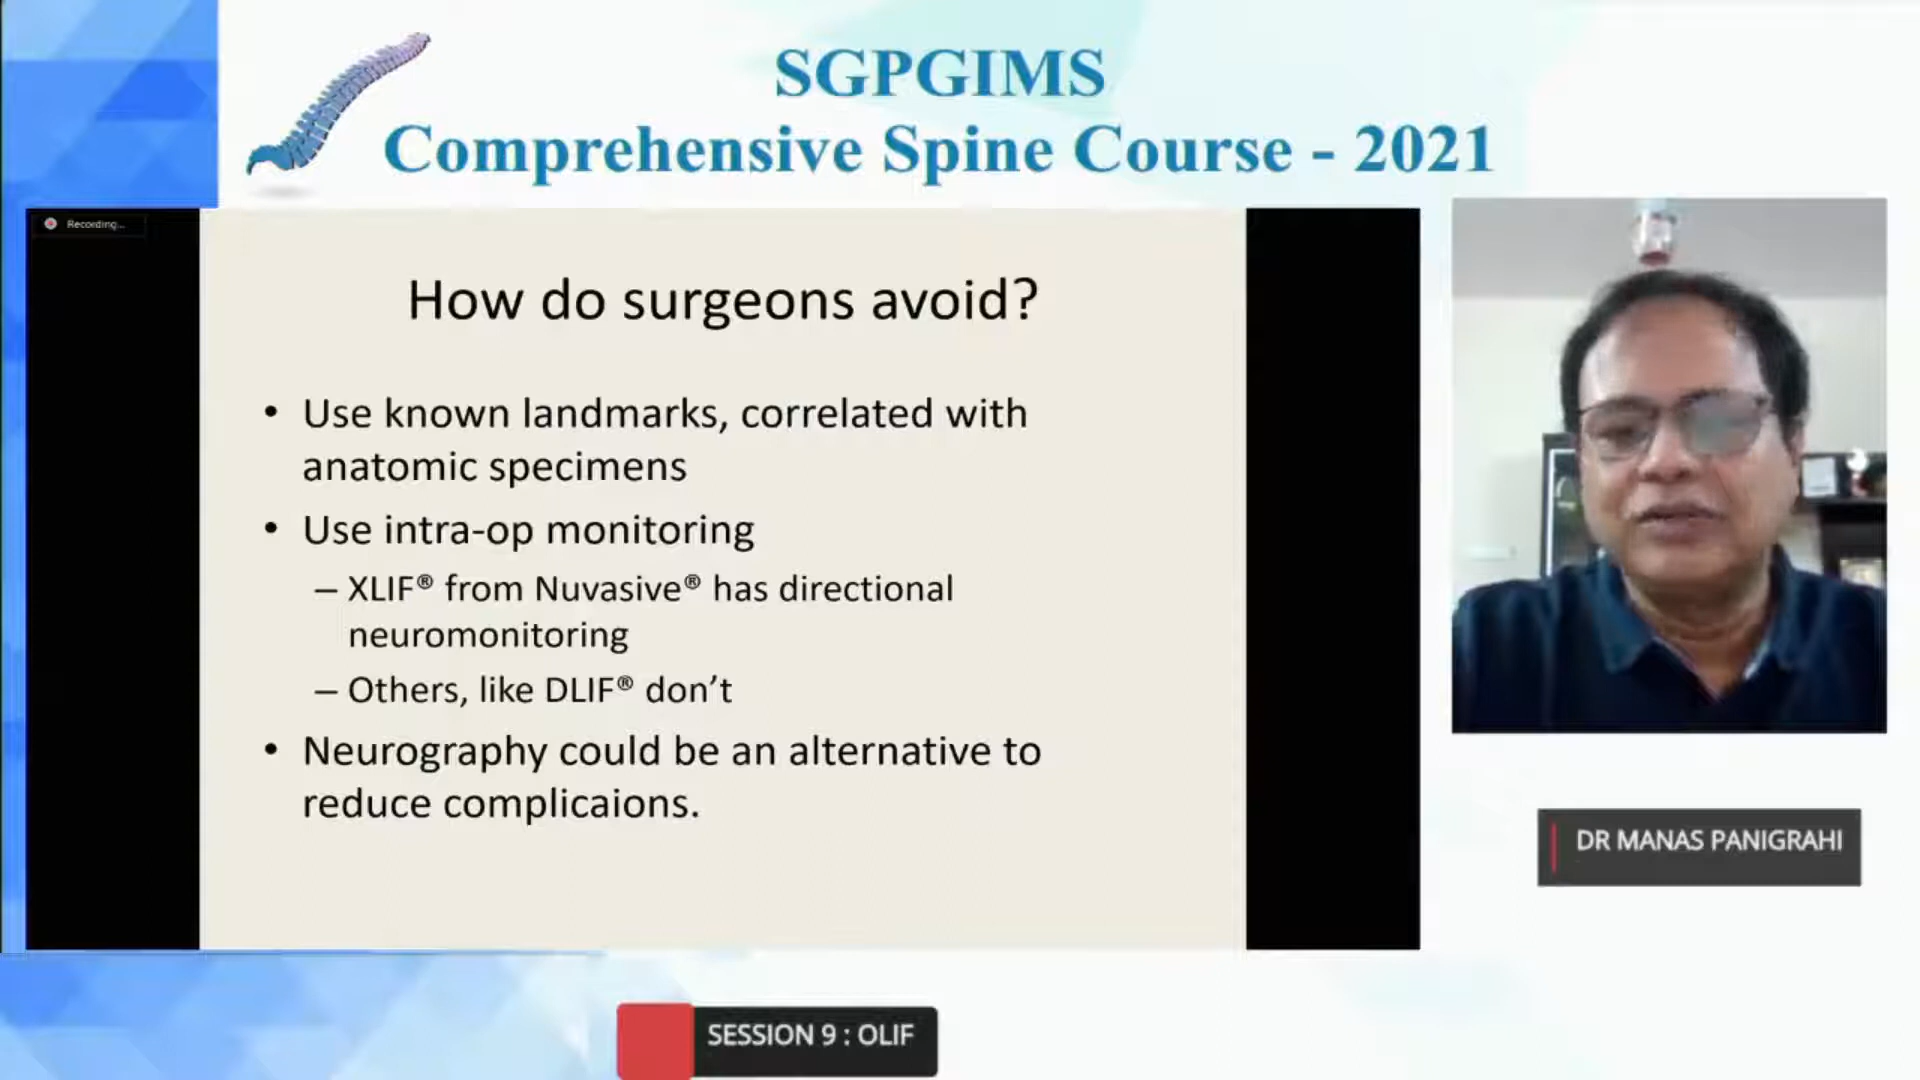 SGPGIMS
Comprehensive Spine Course - 2021
Recording...
How do surgeons avoid?
• Use known landmarks, correlated with
anatomic specimens
• Use intra-op monitoring
– XLIF® from Nuvasive® has directional
neuromonitoring
– Others, like DLIF® don’t
• Neurography could be an alternative to
reduce complicaions.
DR MANAS PANIGRAHI
SESSION 9 : OLIF